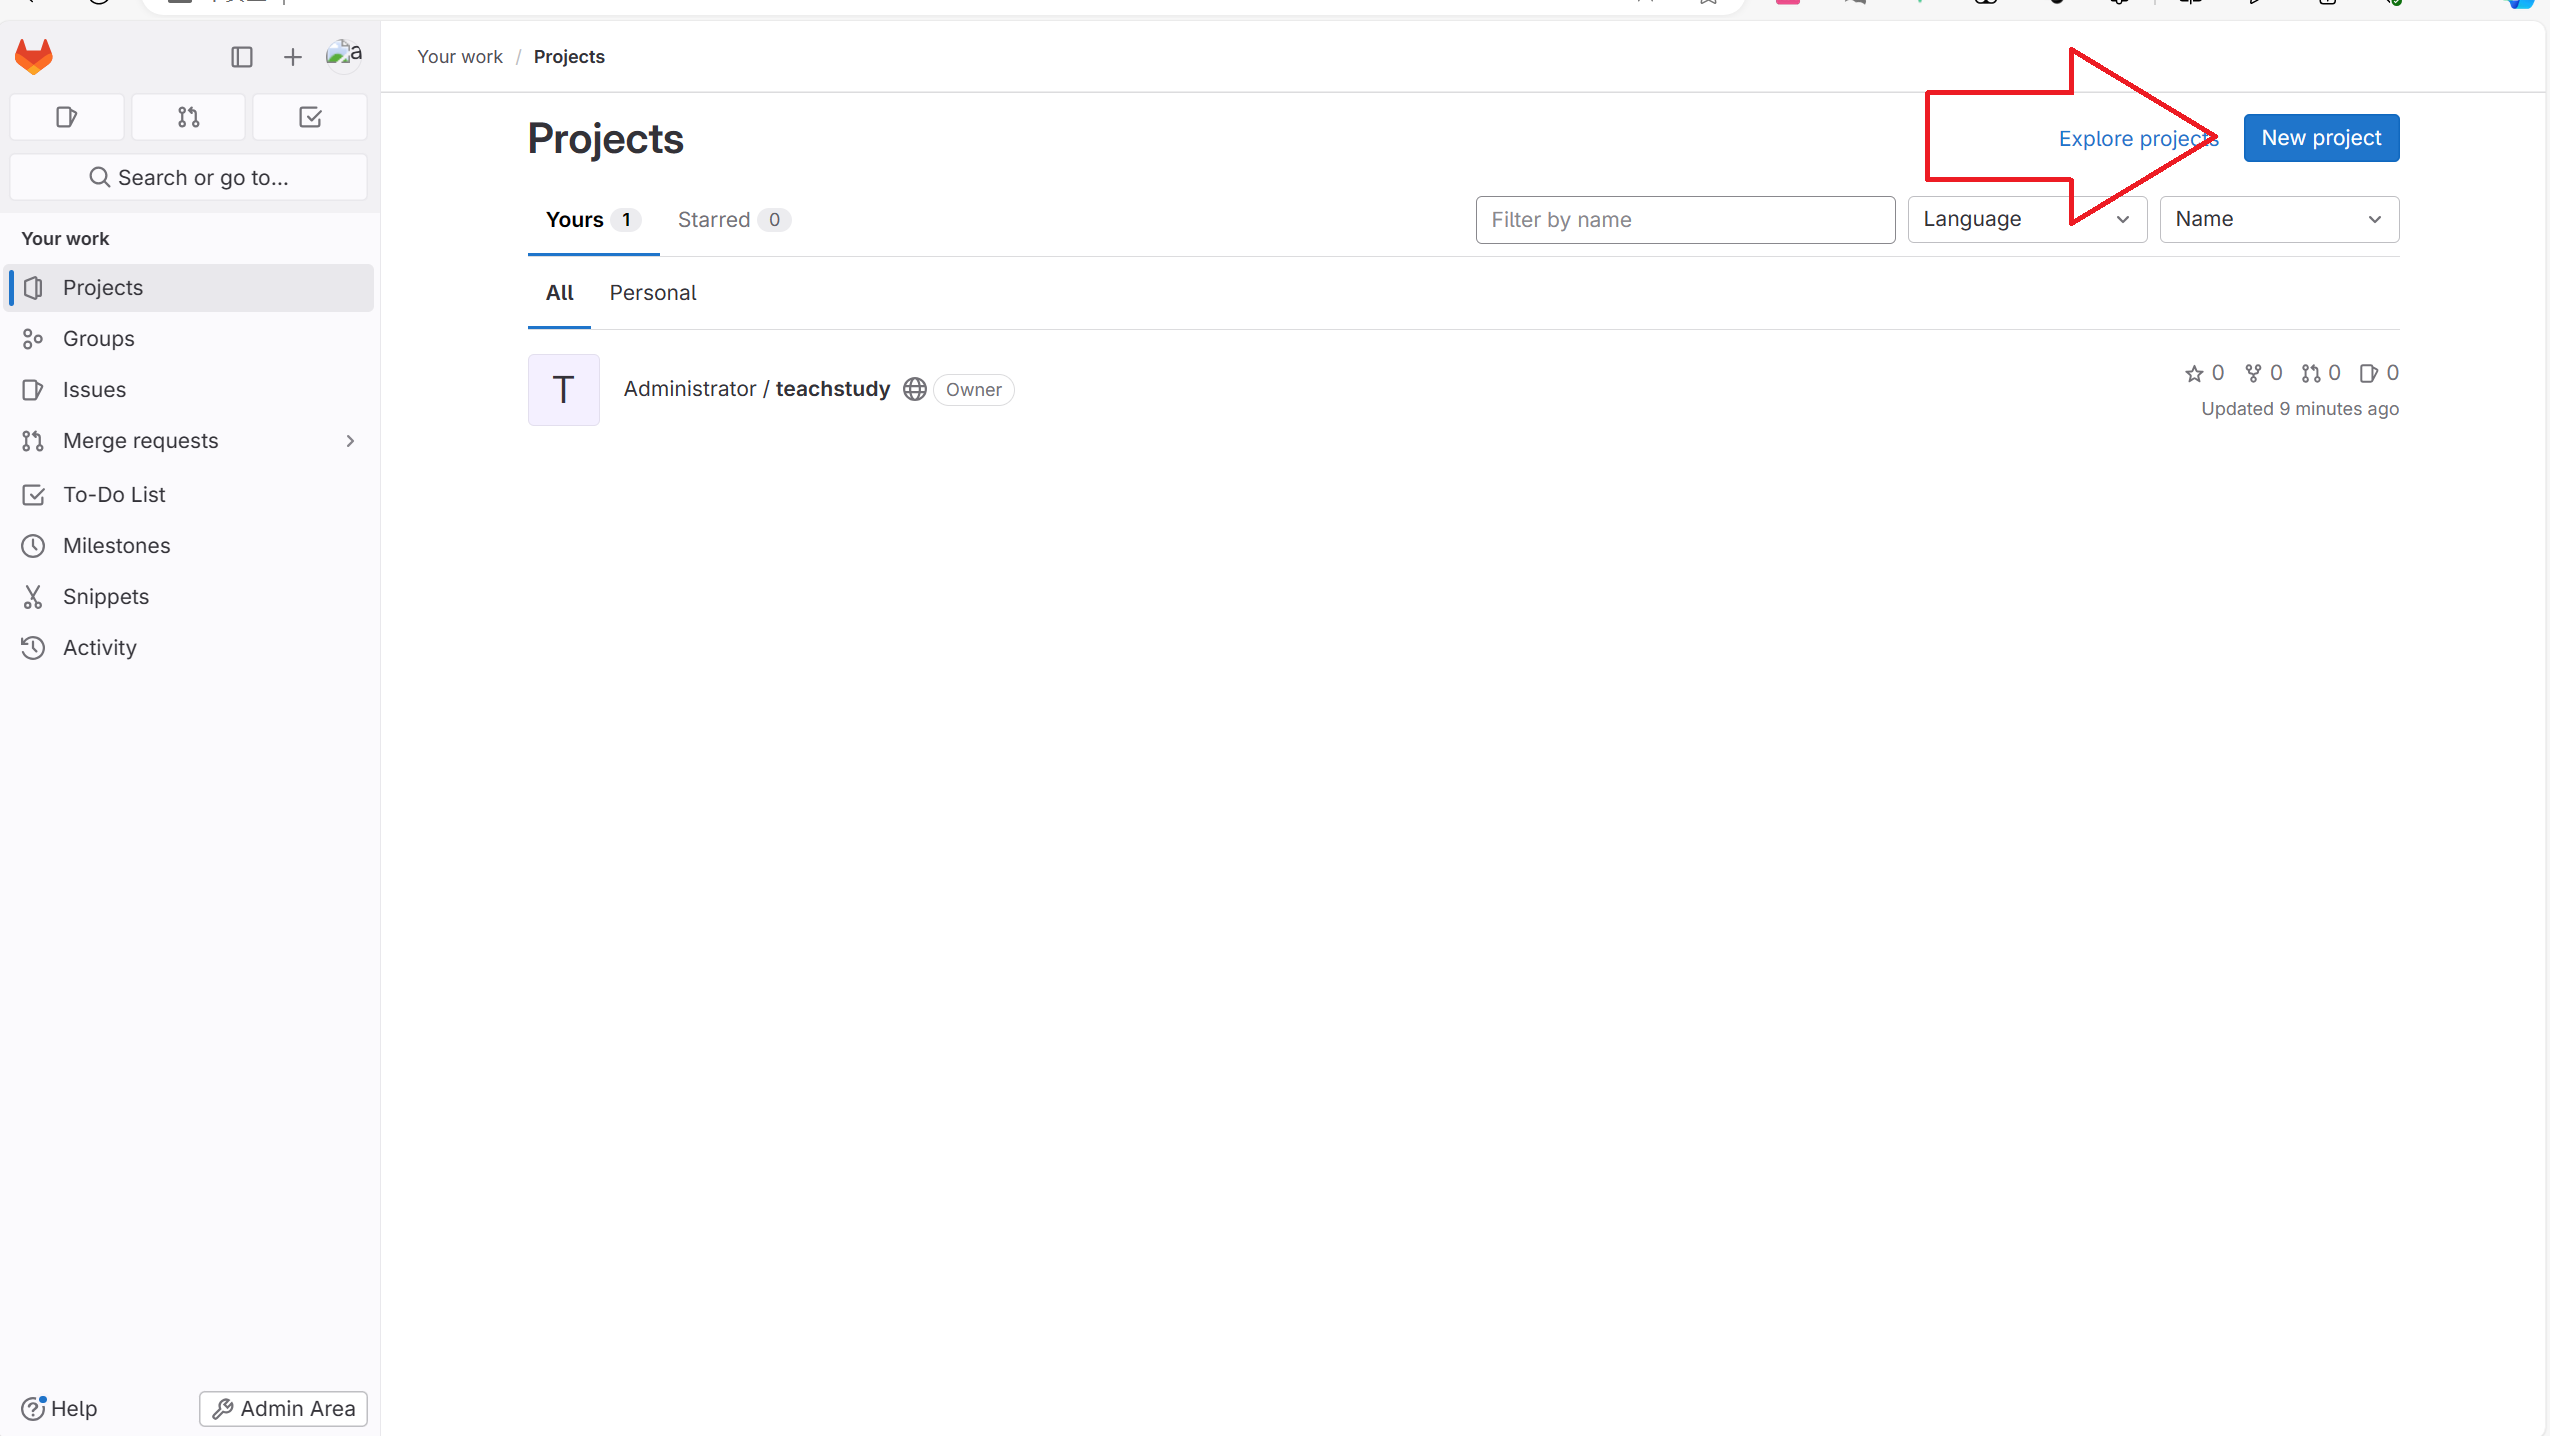 Your work / Projects
Projects
Explore projects
New project
Search or go to...
Yours 1
Starred 0
Filter by name
Language
Name
Your work
Projects
All
Personal
Groups
Administrator / teachstudy
Owner
0 0 0 0
Updated 9 minutes ago
Issues
Merge requests
To-Do List
Milestones
Snippets
Activity
Help
Admin Area
T
a